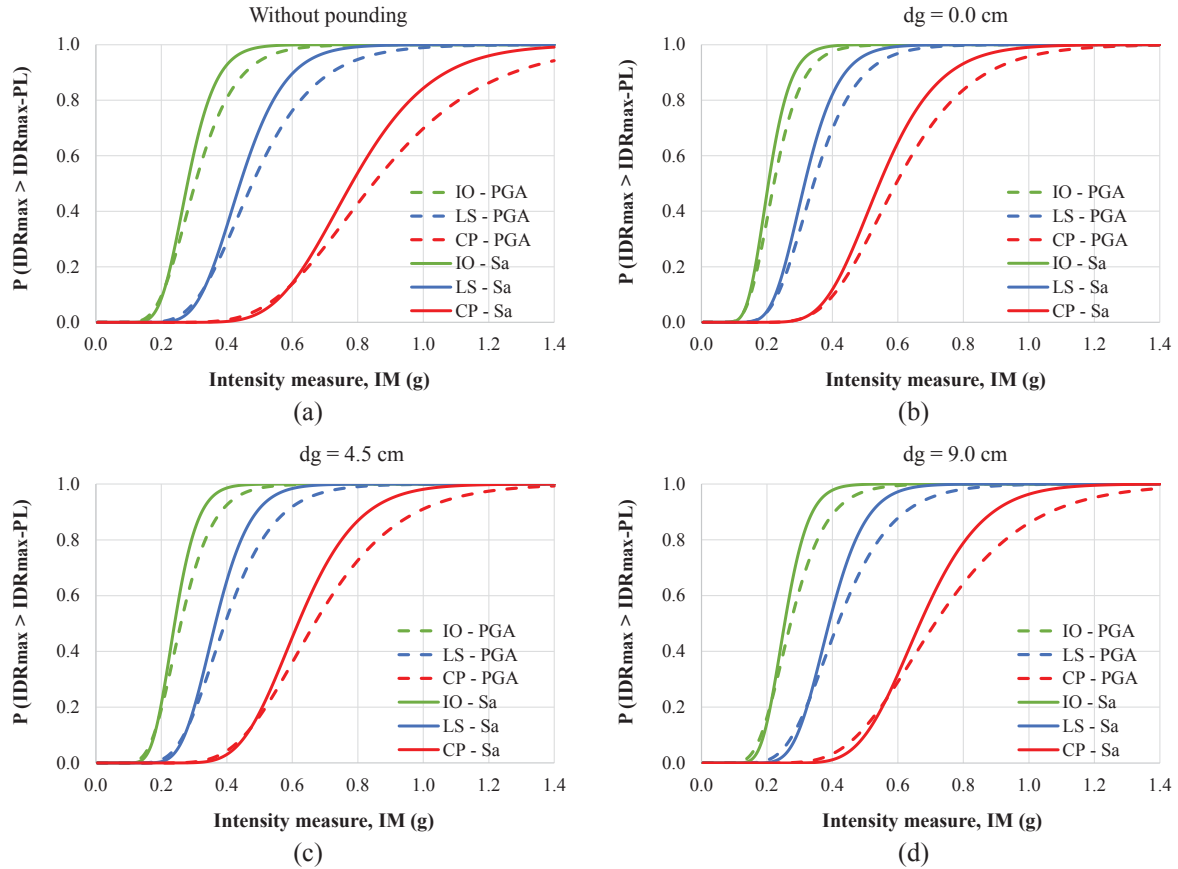 Without pounding
P (IDRmax > IDRmax-PL)
1.0
0.8
0.6
0.4
0.2
0.0
IO - PGA
LS - PGA
CP - PGA
IO - Sa
LS - Sa
CP - Sa
0.0 0.2 0.4 0.6 0.8 1.0 1.2 1.4
Intensity measure, IM (g)
(a)
dg = 0.0 cm
P (IDRmax > IDRmax-PL)
1.0
0.8
0.6
0.4
0.2
0.0
IO - PGA
LS - PGA
CP - PGA
IO - Sa
LS - Sa
CP - Sa
0.0 0.2 0.4 0.6 0.8 1.0 1.2 1.4
Intensity measure, IM (g)
(b)
dg = 4.5 cm
P (IDRmax > IDRmax-PL)
1.0
0.8
0.6
0.4
0.2
0.0
IO - PGA
LS - PGA
CP - PGA
IO - Sa
LS - Sa
CP - Sa
0.0 0.2 0.4 0.6 0.8 1.0 1.2 1.4
Intensity measure, IM (g)
(c)
dg = 9.0 cm
P (IDRmax > IDRmax-PL)
1.0
0.8
0.6
0.4
0.2
0.0
IO - PGA
LS - PGA
CP - PGA
IO - Sa
LS - Sa
CP - Sa
0.0 0.2 0.4 0.6 0.8 1.0 1.2 1.4
Intensity measure, IM (g)
(d)